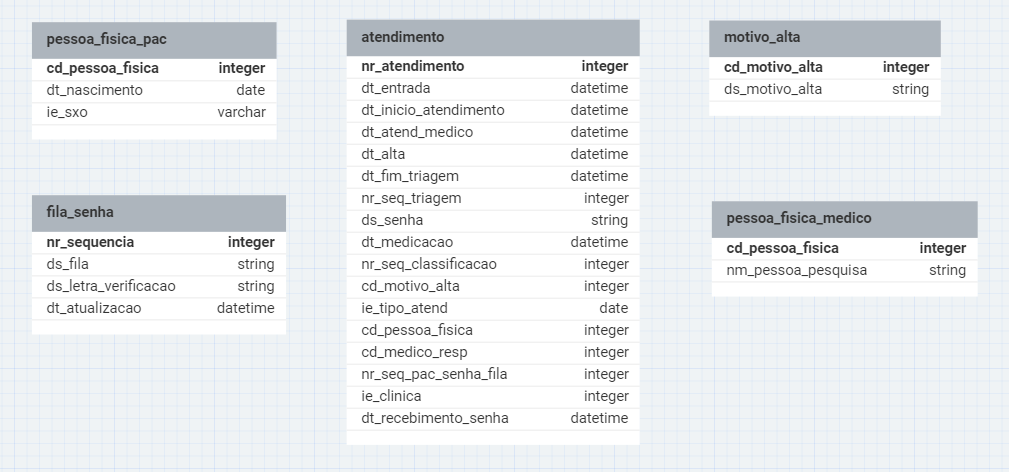 pessoa_fisica_pac
cd_pessoa_fisica integer
dt_nascimento date
ie_sxo varchar
fila_senha
nr_sequencia integer
ds_fila string
ds_letra_verificacao string
dt_atualizacao datetime
atendimento
nr_atendimento integer
dt_entrada datetime
dt_inicio_atendimento datetime
dt_atend_medico datetime
dt_alta datetime
dt_fim_triagem datetime
nr_seq_triagem integer
ds_senha string
dt_medicacao datetime
nr_seq_classificacao integer
cd_motivo_alta integer
ie_tipo_atend date
cd_pessoa_fisica integer
cd_medico_resp integer
nr_seq_pac_senha_fila integer
ie_clinica integer
dt_recebimento_senha datetime
motivo_alta
cd_motivo_alta integer
ds_motivo_alta string
pessoa_fisica_medico
cd_pessoa_fisica integer
nm_pessoa_pesquisa string